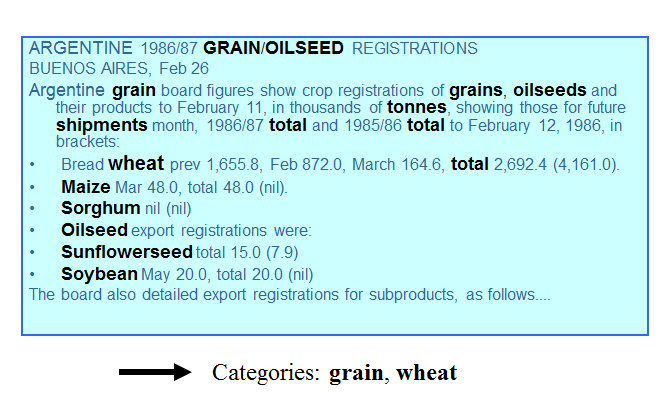 ARGENTINE 1986/87 GRAIN/OILSEED REGISTRATIONS
BUENOS AIRES, Feb 26
Argentine grain board figures show crop registrations of grains, oilseeds and
their products to February 11, in thousands of tonnes, showing those for future
shipments month, 1986/87 total and 1985/86 total to February 12, 1986, in
brackets:
• Bread wheat prev 1,655.8, Feb 872.0, March 164.6, total 2,692.4 (4,161.0).
• Maize Mar 48.0, total 48.0 (nil).
• Sorghum nil (nil)
• Oilseed export registrations were:
• Sunflowerseed total 15.0 (7.9)
• Soybean May 20.0, total 20.0 (nil)
The board also detailed export registrations for subproducts, as follows....
Categories: grain, wheat